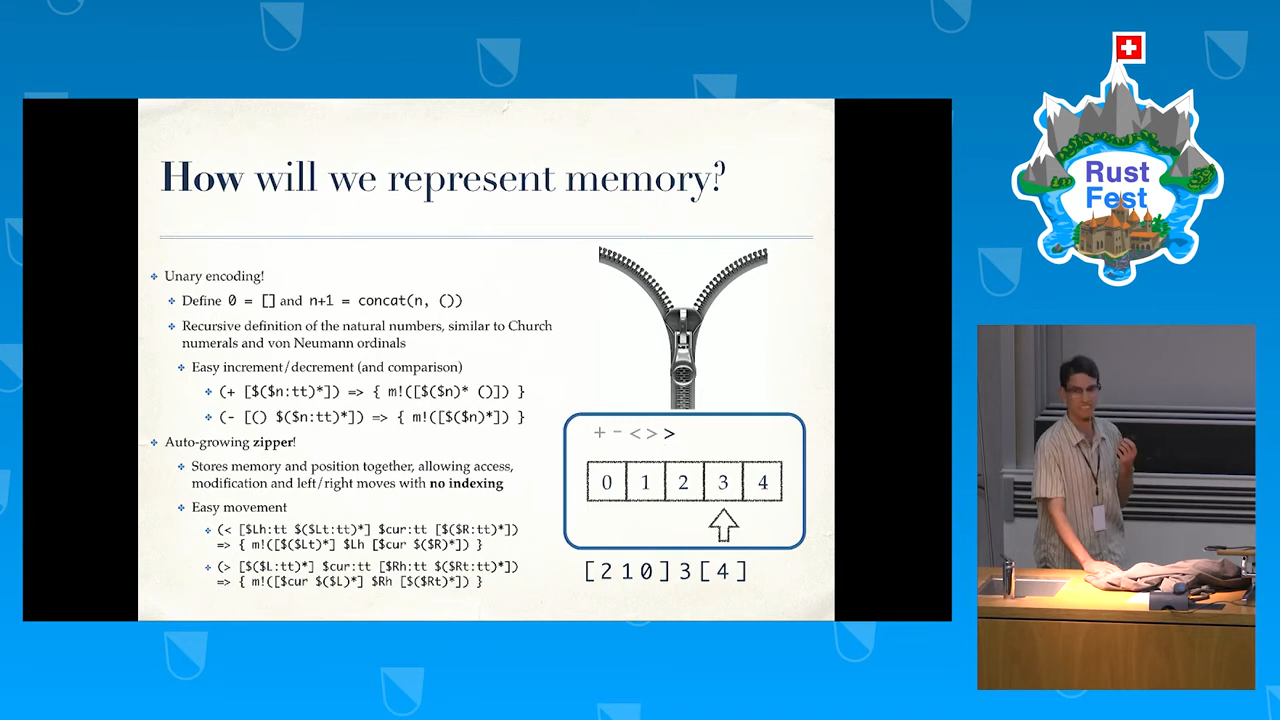 How will we represent memory?
Unary encoding!
Define 0 = [] and n+1 = concat(n, ())
Recursive definition of the natural numbers, similar to Church
numerals and von Neumann ordinals
Easy increment/decrement (and comparison)
(+ [$($n:tt)*]) => { m!([$($n)* ()]) }
(- [() $($n:tt)*]) => { m!([$($n)*]) }
Auto-growing zipper!
Stores memory and position together, allowing access,
modification and left/right moves with no indexing
Easy movement
(< [$Lh:tt $($Lt:tt)*] $cur:tt [$($R:tt)*])
=> { m!([$($Lt)*] $Lh [$cur $($R)*]) }
(> [$($L:tt)*] $cur:tt [$Rh:tt $($Rt:tt)*])
=> { m!([$cur $($L)*] $Rh [$($Rt)*]) }
+ - < > >
0 1 2 3 4
[2 1 0] 3 [4]
Rust
Fest